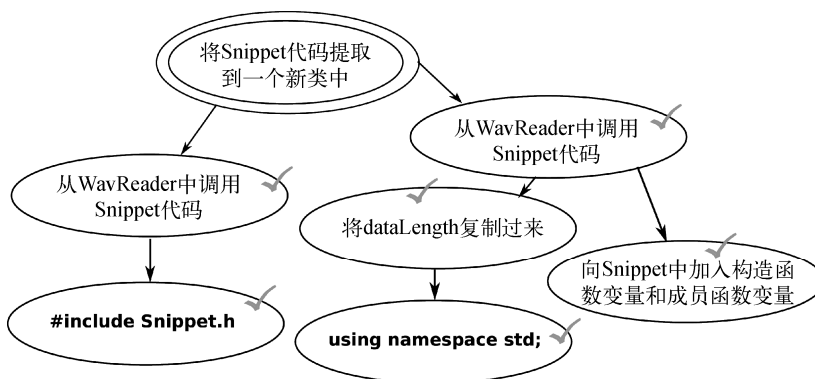 将Snippet代码提取
到一个新类中
从WavReader中调用
Snippet代码
从WavReader中调用
Snippet代码
将dataLength复制过来
向Snippet中加入构造函
数变量和成员函数变量
#include Snippet.h
using namespace std;